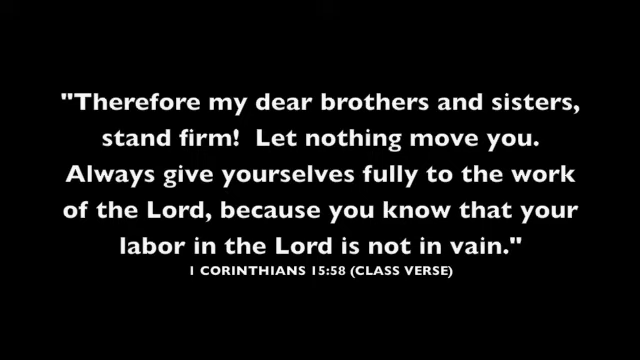 "Therefore my dear brothers and sisters,
stand firm!  Let nothing move you.
Always give yourselves fully to the work
of the Lord, because you know that your
labor in the Lord is not in vain."
1 CORINTHIANS 15:58 (CLASS VERSE)